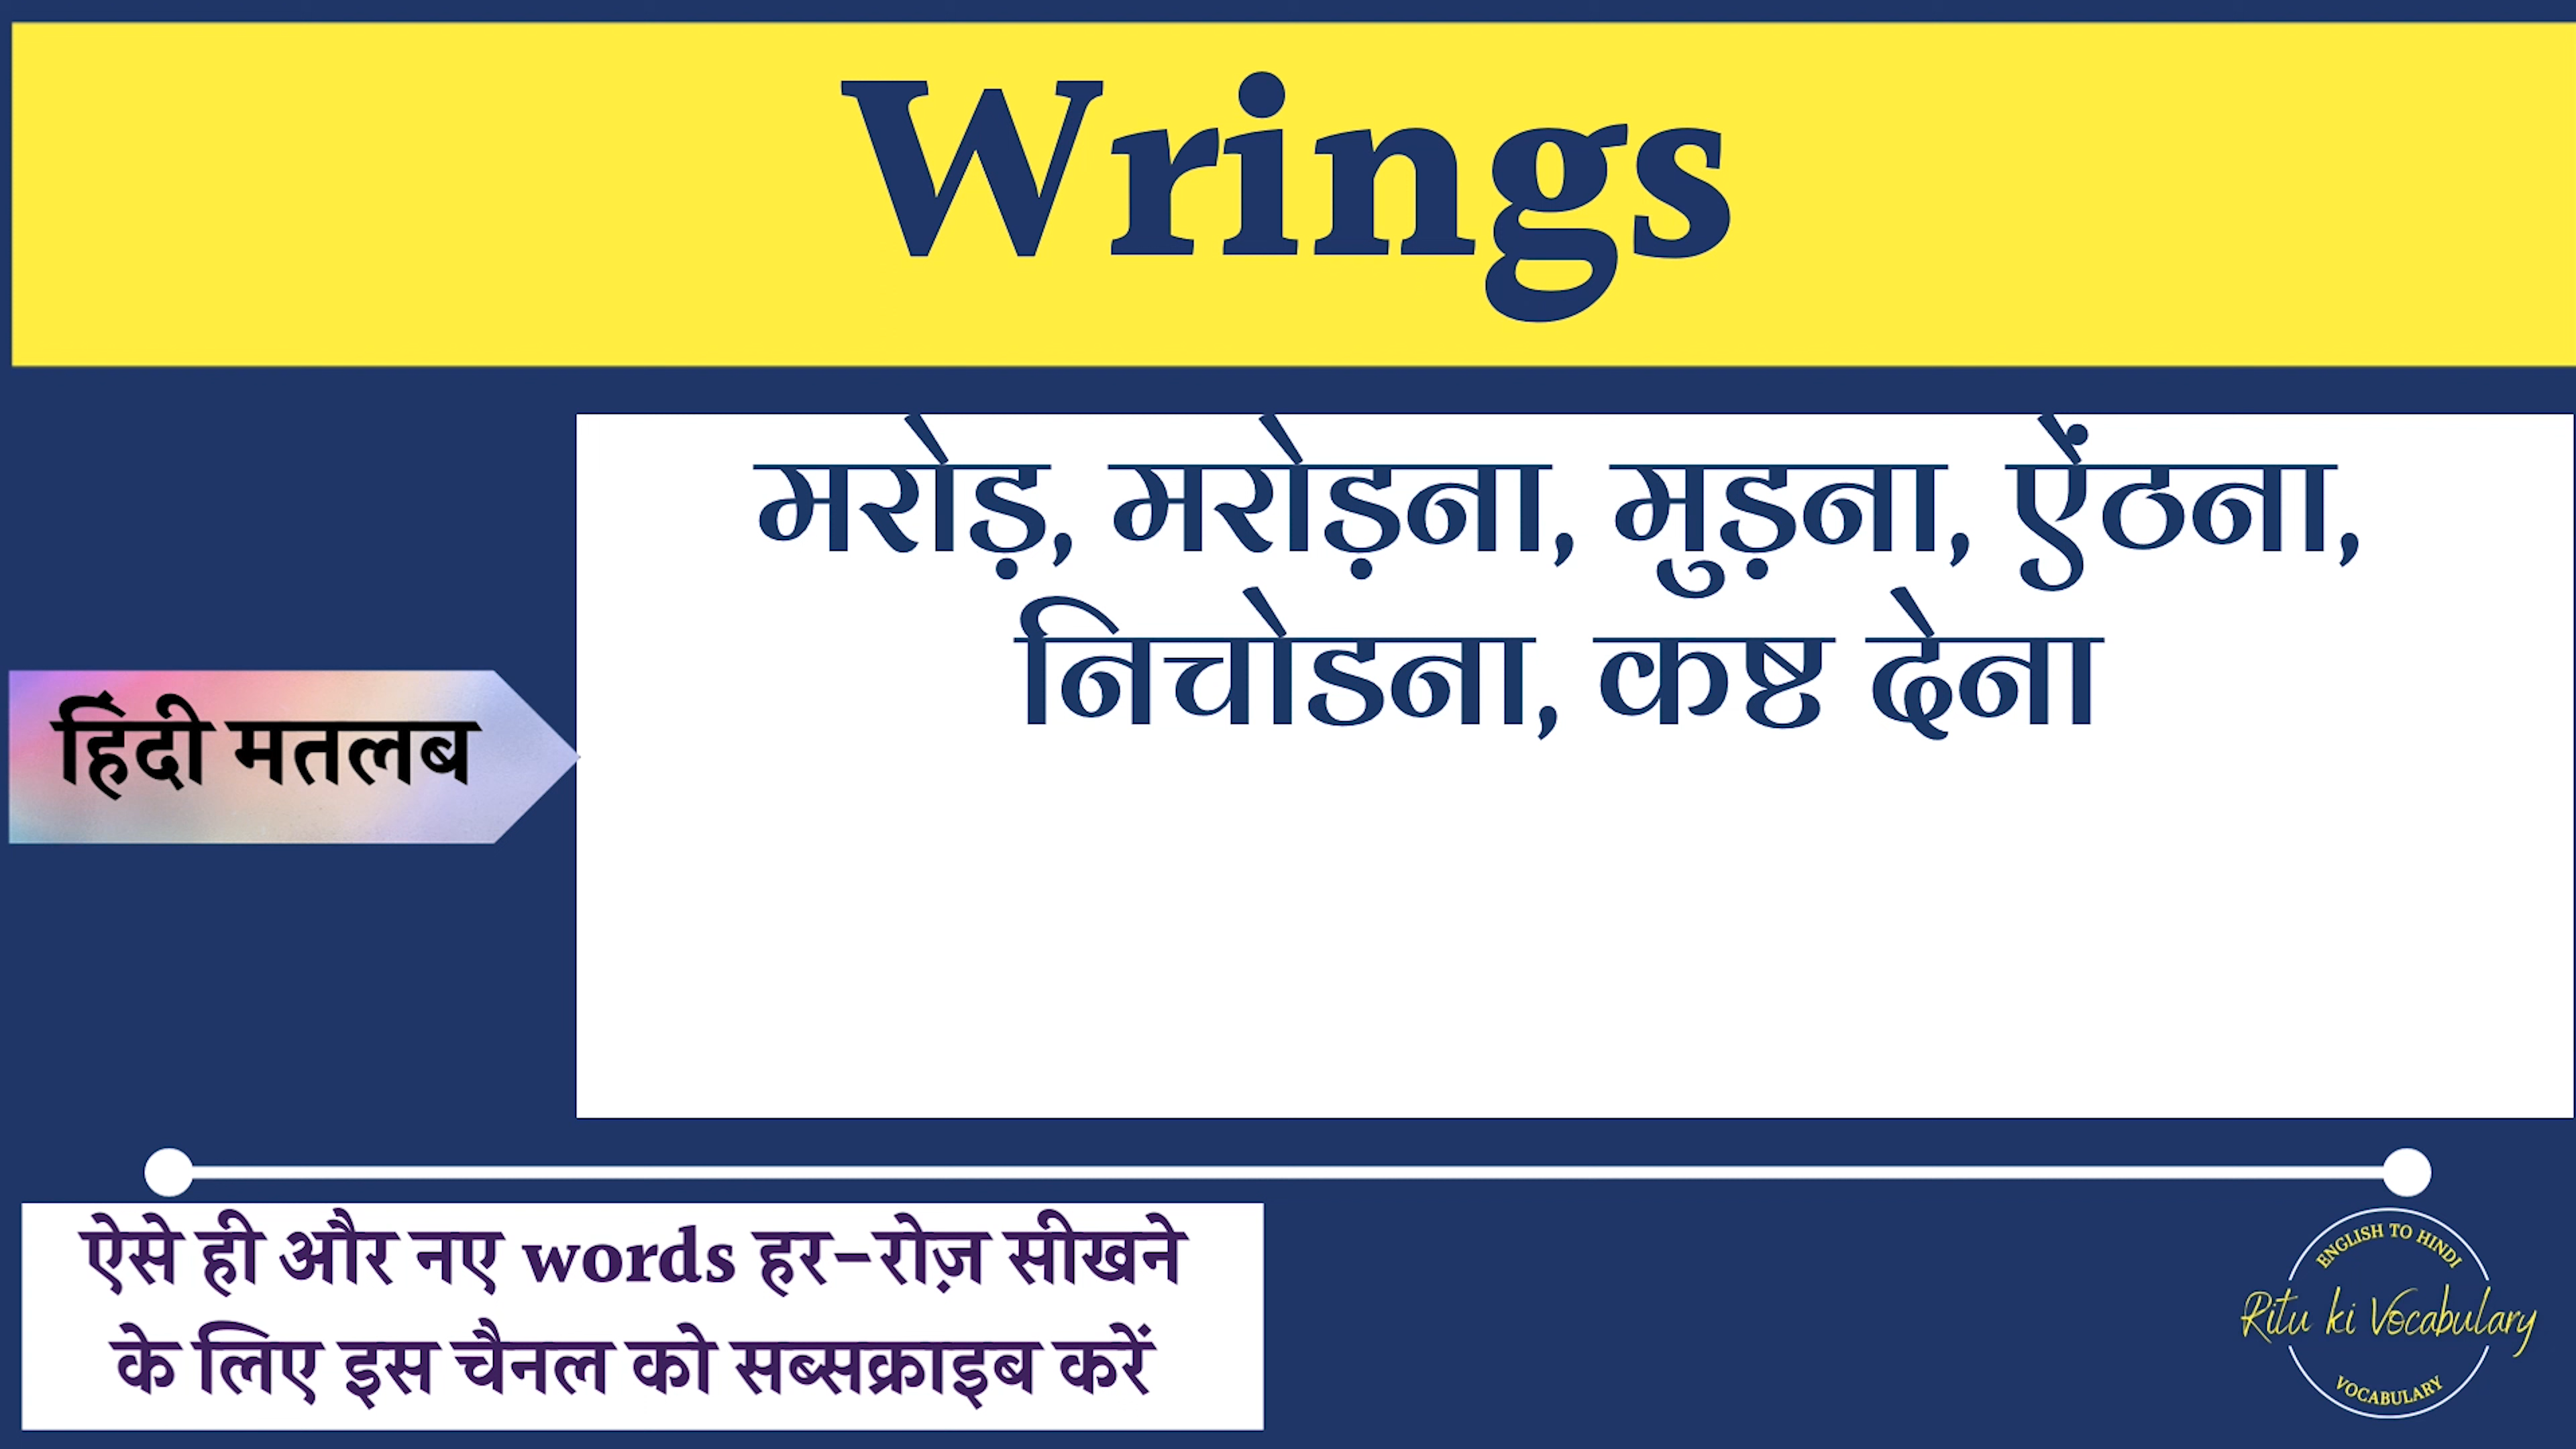 Wrings
मरोड़, मरोड़ना, मुड़ना, ऐंठना,
निचोडना, कष्ट देना
हिंदी मतलब
ऐसे ही और नए words हर-रोज़ सीखने
के लिए इस चैनल को सब्सक्राइब करें
ENGLISH TO HINDI
Ritu ki Vocabulary
VOCABULARY